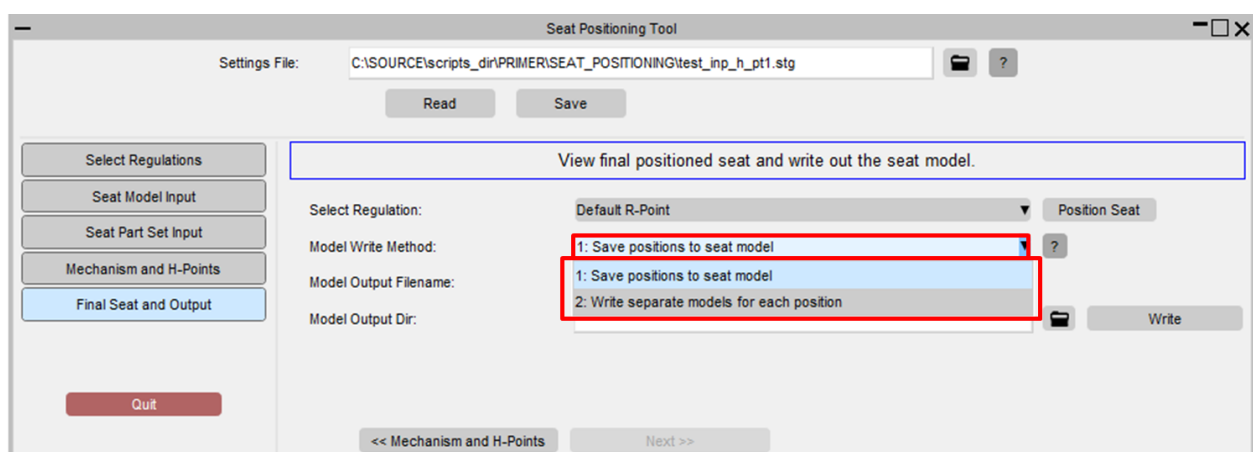 Seat Positioning Tool
Settings File: C:\SOURCE\scripts_dir\PRIMER\SEAT_POSITIONING\test_inp_h_pt1.stg ?
Read Save
Select Regulations
View final positioned seat and write out the seat model.
Seat Model Input
Select Regulation: Default R-Point Position Seat
Seat Part Set Input
Model Write Method: 1: Save positions to seat model ?
Mechanism and H-Points
Model Output Filename: 1: Save positions to seat model
Final Seat and Output
2: Write separate models for each position
Model Output Dir: Write
Quit
<< Mechanism and H-Points Next >>